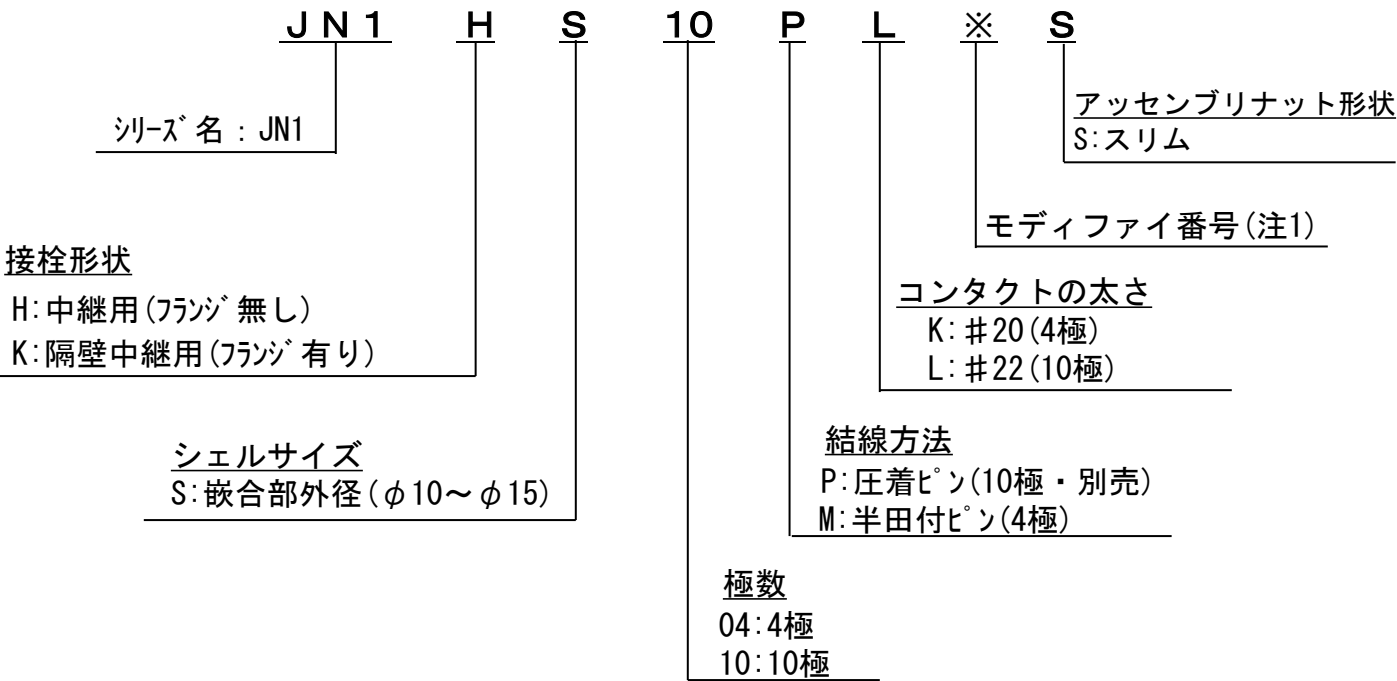 JN1 H S 10 P L ※ S
アッセンブリナット形状
S:スリム
ｼﾘｰｽﾞ名：JN1
モディファイ番号(注1)
接栓形状
H:中継用(ﾌﾗﾝｼﾞ無し)
K:隔壁中継用(ﾌﾗﾝｼﾞ有り)
コンタクトの太さ
K:♯20(4極)
L:♯22(10極)
シェルサイズ
S:嵌合部外径(φ10～φ15)
結線方法
P:圧着ﾋﾟﾝ(10極・別売)
M:半田付ﾋﾟﾝ(4極)
極数
04:4極
10:10極